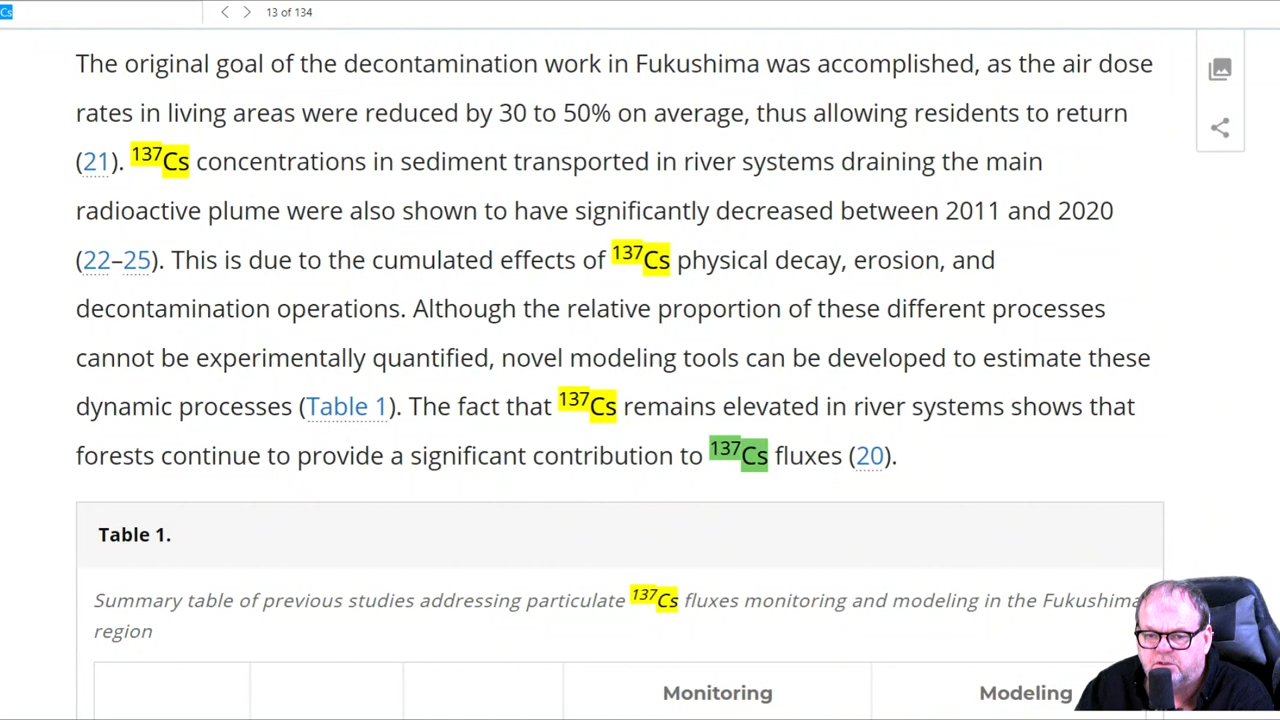 Cs
13 of 134
The original goal of the decontamination work in Fukushima was accomplished, as the air dose
rates in living areas were reduced by 30 to 50% on average, thus allowing residents to return
(21). ¹³⁷Cs concentrations in sediment transported in river systems draining the main
radioactive plume were also shown to have significantly decreased between 2011 and 2020
(22–25). This is due to the cumulated effects of ¹³⁷Cs physical decay, erosion, and
decontamination operations. Although the relative proportion of these different processes
cannot be experimentally quantified, novel modeling tools can be developed to estimate these
dynamic processes (Table 1). The fact that ¹³⁷Cs remains elevated in river systems shows that
forests continue to provide a significant contribution to ¹³⁷Cs fluxes (20).
Table 1.
Summary table of previous studies addressing particulate ¹³⁷Cs fluxes monitoring and modeling in the Fukushima
region
Monitoring Modeling